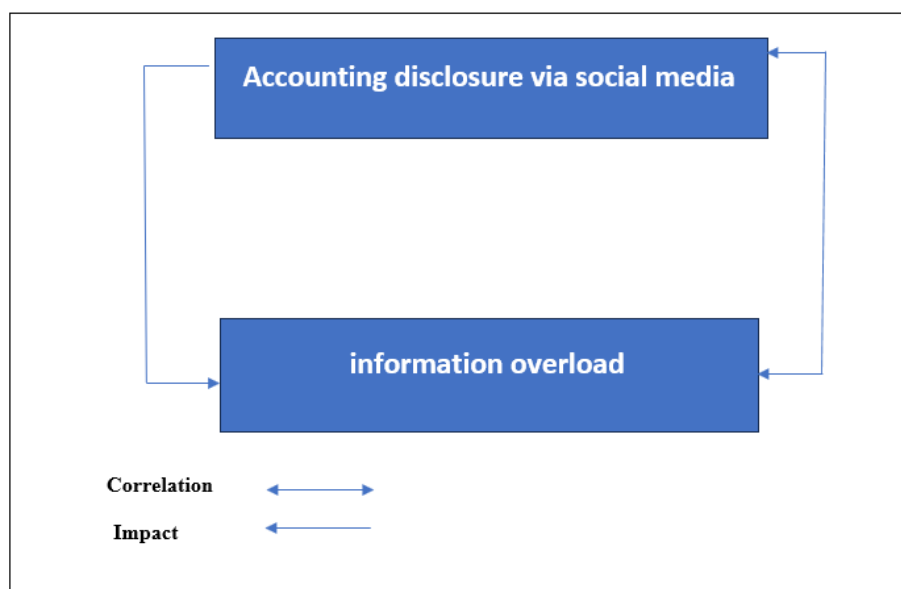 Accounting disclosure via social media
information overload
Correlation
Impact